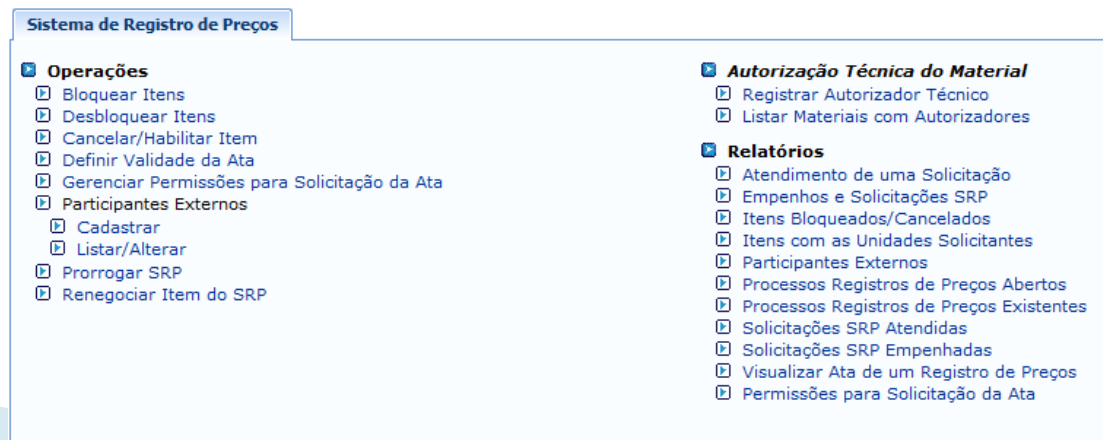 Sistema de Registro de Preços
Operações
Bloquear Itens
Desbloquear Itens
Cancelar/Habilitar Item
Definir Validade da Ata
Gerenciar Permissões para Solicitação da Ata
Participantes Externos
Cadastrar
Listar/Alterar
Prorrogar SRP
Renegociar Item do SRP
Autorização Técnica do Material
Registrar Autorizador Técnico
Listar Materiais com Autorizadores
Relatórios
Atendimento de uma Solicitação
Empenhos e Solicitações SRP
Itens Bloqueados/Cancelados
Itens com as Unidades Solicitantes
Participantes Externos
Processos Registros de Preços Abertos
Processos Registros de Preços Existentes
Solicitações SRP Atendidas
Solicitações SRP Empenhadas
Visualizar Ata de um Registro de Preços
Permissões para Solicitação da Ata